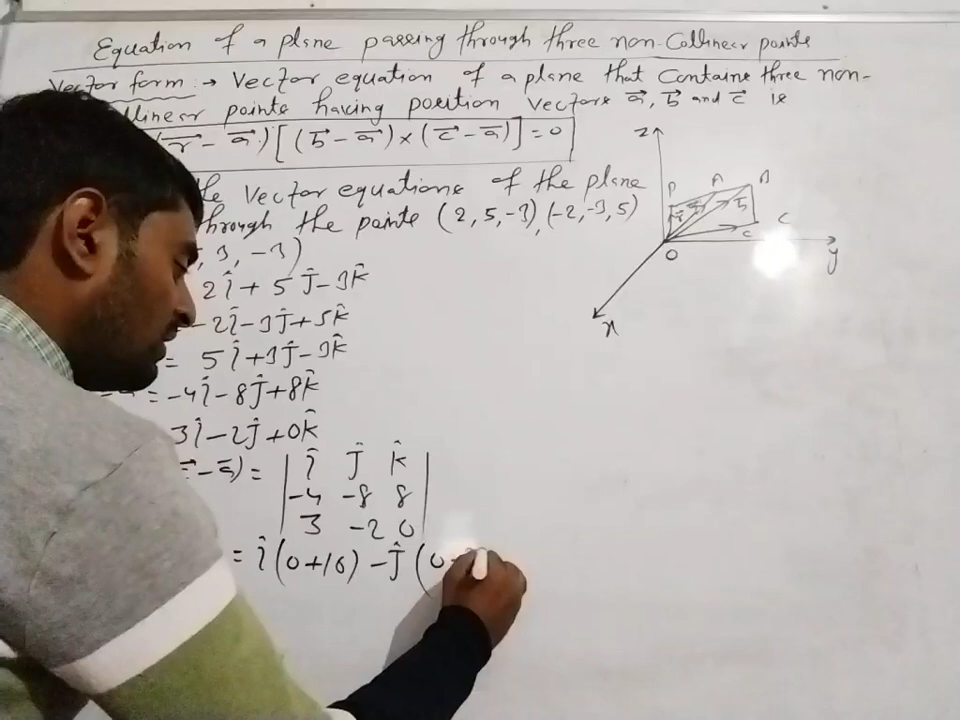 Equation of a plane passing through three non-Collinear points
Vector form → Vector equation of a plane that Contains three non-
llinear points having position vectors a⃗, b⃗ and c⃗ is
(r⃗ - a⃗).[(b⃗ - a⃗) × (c⃗ - a⃗)] = 0
the Vector equations of the plane
through the points (2, 5, -3), (-2, -3, 5)
, 3, -3)
2î + 5ĵ - 3k̂
-2î - 3ĵ + 5k̂
= 5î + 3ĵ - 3k̂
= -4î - 8ĵ + 8k̂
3î - 2ĵ + 0k̂
c⃗ - a⃗) = | î ĵ k̂ |
-4 -8 8
3 -2 0
= î (0+16) - ĵ (0-
z
P A B
r⃗ a⃗ b⃗
c⃗ C
O y
x